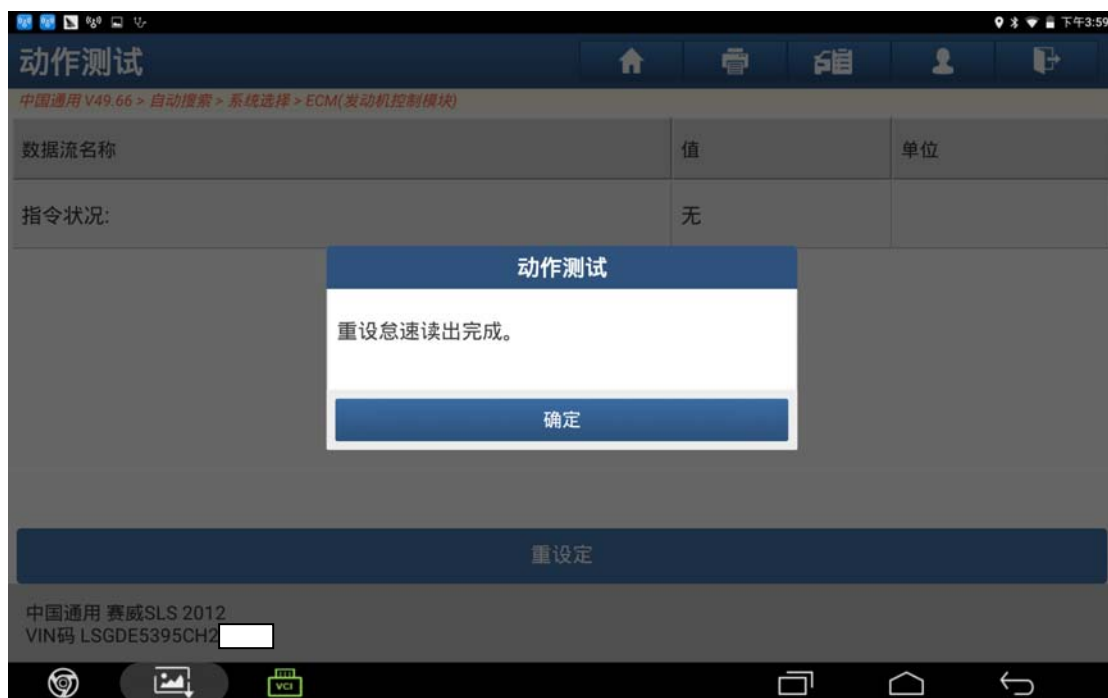 下午3:59
动作测试
中国通用 V49.66 > 自动搜索 > 系统选择 > ECM(发动机控制模块)
数据流名称 值 单位
指令状况: 无
动作测试
重设怠速读出完成。
确定
重设定
中国通用 赛威SLS 2012
VIN码 LSGDE5395CH2
VCI